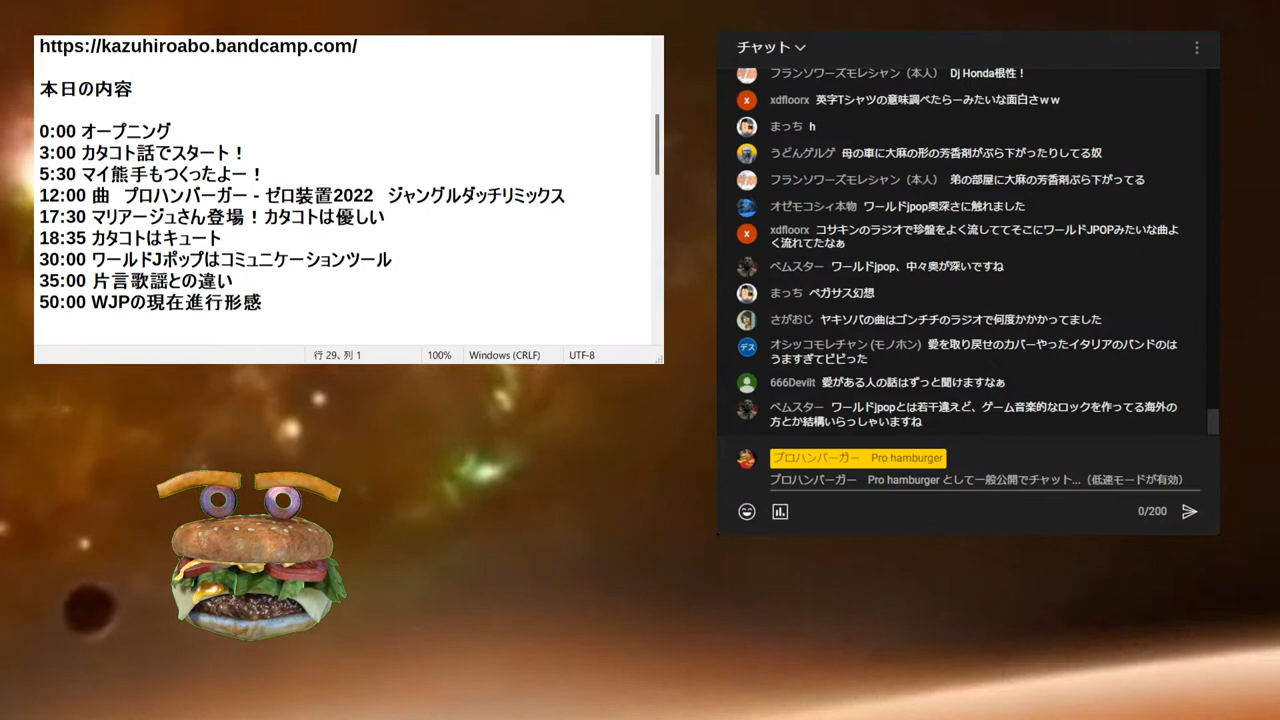 https://kazuhiroabo.bandcamp.com/
本日の内容
0:00 オープニング
3:00 カタコト話でスタート！
5:30 マイ熊手もつくったよー！
12:00 曲　プロハンバーガー - ゼロ装置2022　ジャングルダッチリミックス
17:30 マリアージュさん登場！カタコトは優しい
18:35 カタコトはキュート
30:00 ワールドJポップはコミュニケーションツール
35:00 片言歌謡との違い
50:00 WJPの現在進行形感
行 29、列 1
100%
Windows (CRLF)
UTF-8
チャット
フランソワーズモレシャン（本人） Dj Honda根性！
X
xdfloorx 英字Tシャツの意味調べたらーみたいな面白さｗｗ
まっち h
うどんゲルゲ 母の車に大麻の形の芳香剤がぶら下がったりしてる奴
フランソワーズモレシャン（本人） 弟の部屋に大麻の芳香剤ぶら下がってる
オゼモコシィ本物 ワールドjpop奥深さに触れました
X
xdfloorx コサキンのラジオで珍盤をよく流しててそこにワールドJPOPみたいな曲よ
く流れてたなぁ
ベムスター ワールドjpop、中々奥が深いですね
まっち ペガサス幻想
さがおじ ヤキソバの曲はゴンチチのラジオで何度かかかってました
デス
オシッコモレチャン (モノホン) 愛を取り戻せのカバーやったイタリアのバンドのは
うますぎてビビった
666Devilt 愛がある人の話はずっと聞けますなぁ
ベムスター ワールドjpopとは若干違えど、ゲーム音楽的なロックを作ってる海外の
方とか結構いらっしゃいますね
プロハンバーガー　Pro hamburger
プロハンバーガー　Pro hamburger として一般公開でチャット...（低速モードが有効）
0/200